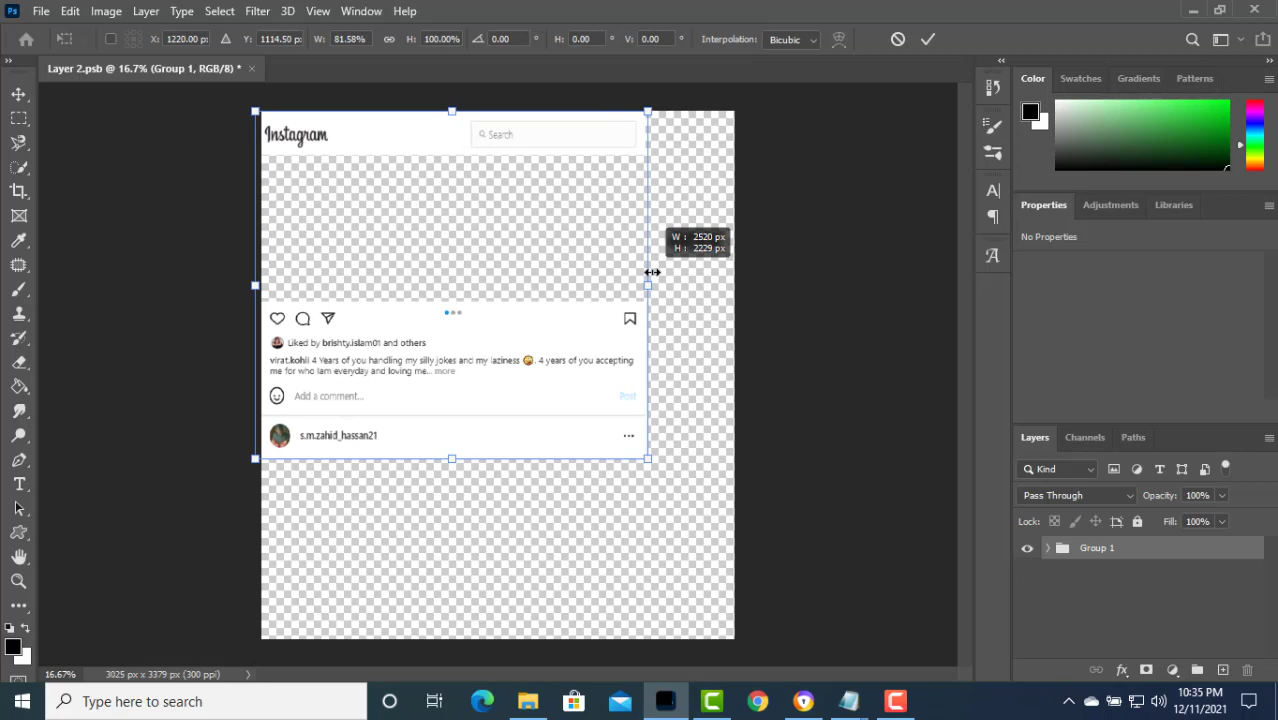 Ps File Edit Image Layer Type Select Filter 3D View Window Help
X: 1220.00 px Y: 1114.50 px W: 81.58% H: 100.00% 0.00 ° H: 0.00 ° V: 0.00 ° Interpolation: Bicubic
Layer 2.psb @ 16.7% (Group 1, RGB/8) * ×
Color Swatches Gradients Patterns
Instagram Search
Properties Adjustments Libraries
No Properties
W: 2520 px
H: 2229 px
Liked by brishty.islam01 and others
virat.kohli 4 Years of you handling my silly jokes and my laziness 😄. 4 years of you accepting
me for who Iam everyday and loving me... more
Add a comment... Post
s.m.zahid_hassan21
Layers Channels Paths
Kind
Pass Through Opacity: 100%
Lock: Fill: 100%
Group 1
16.67% 3025 px x 3379 px (300 ppi)
Type here to search
10:35 PM
12/11/2021